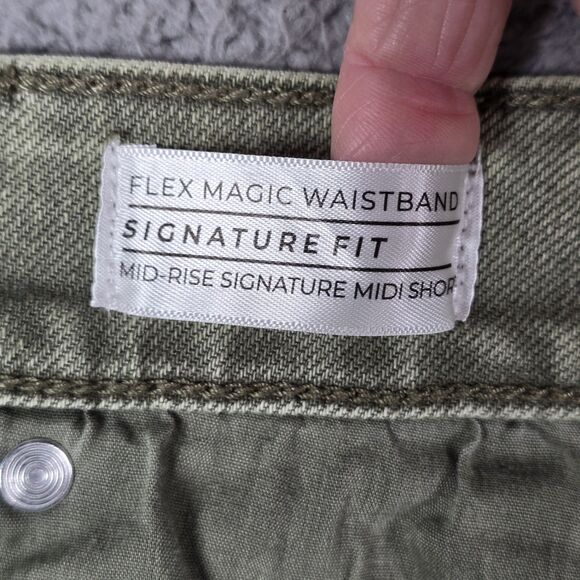 FLEX MAGIC WAISTBAND
SIGNATURE FIT
MID-RISE SIGNATURE MIDI SHOR